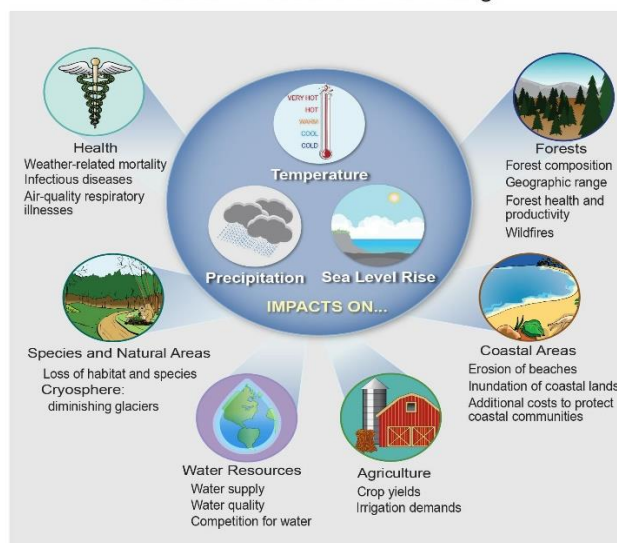 VERY HOT
HOT
WARM
COOL
COLD
Temperature
Precipitation
Sea Level Rise
IMPACTS ON...
Health
Weather-related mortality
Infectious diseases
Air-quality respiratory
illnesses
Species and Natural Areas
Loss of habitat and species
Cryosphere:
diminishing glaciers
Water Resources
Water supply
Water quality
Competition for water
Agriculture
Crop yields
Irrigation demands
Coastal Areas
Erosion of beaches
Inundation of coastal lands
Additional costs to protect
coastal communities
Forests
Forest composition
Geographic range
Forest health and
productivity
Wildfires